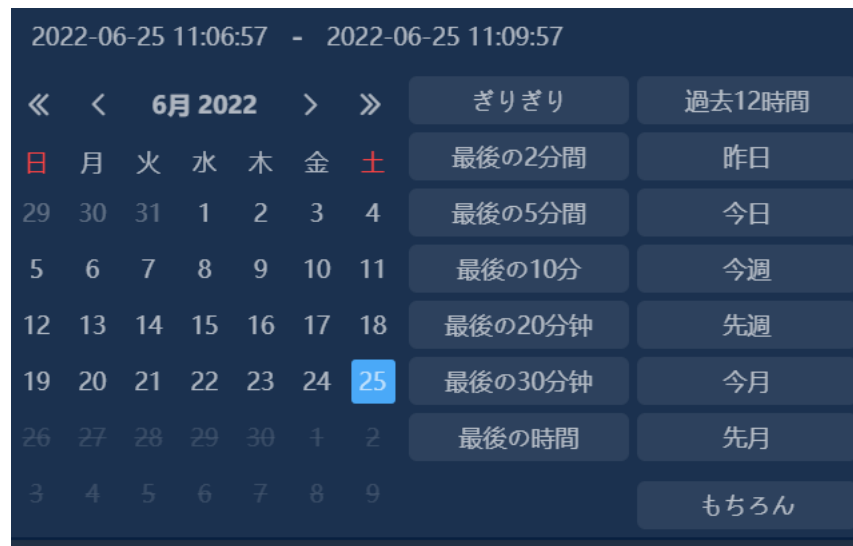 2022-06-25 11:06:57 - 2022-06-25 11:09:57
« < 6月 2022 > »
日 月 火 水 木 金 土
29 30 31 1 2 3 4
5 6 7 8 9 10 11
12 13 14 15 16 17 18
19 20 21 22 23 24 25
26 27 28 29 30 1 2
3 4 5 6 7 8 9
ぎりぎり
最後の2分間
最後の5分間
最後の10分
最後の20分钟
最後の30分钟
最後の時間
過去12時間
昨日
今日
今週
先週
今月
先月
もちろん